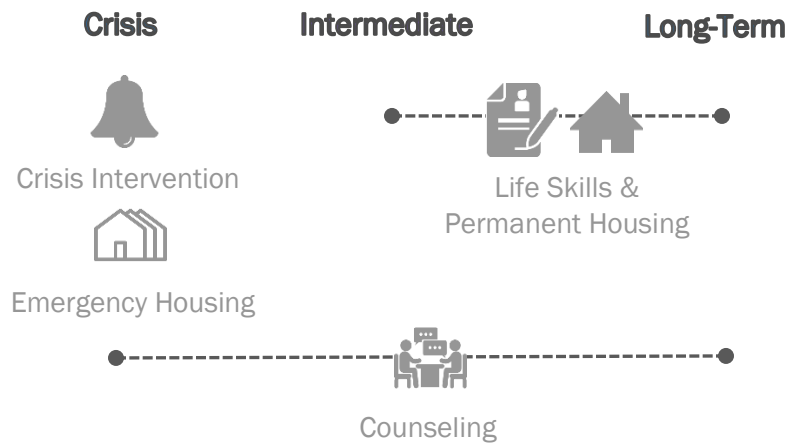 Crisis
Intermediate
Long-Term
Crisis Intervention
Life Skills &
Permanent Housing
Emergency Housing
Counseling